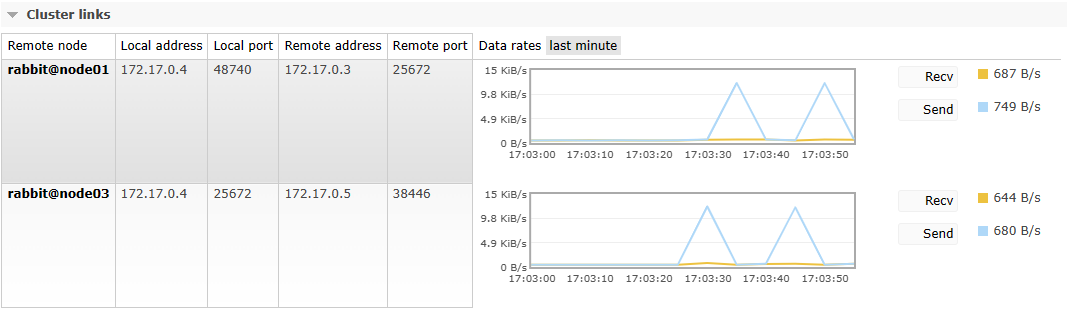 Cluster links
Remote node Local address Local port Remote address Remote port Data rates last minute
rabbit@node01 172.17.0.4 48740 172.17.0.3 25672
15 KiB/s
9.8 KiB/s
4.9 KiB/s
0 B/s
17:03:00 17:03:10 17:03:20 17:03:30 17:03:40 17:03:50
Recv 687 B/s
Send 749 B/s
rabbit@node03 172.17.0.4 25672 172.17.0.5 38446
15 KiB/s
9.8 KiB/s
4.9 KiB/s
0 B/s
17:03:00 17:03:10 17:03:20 17:03:30 17:03:40 17:03:50
Recv 644 B/s
Send 680 B/s